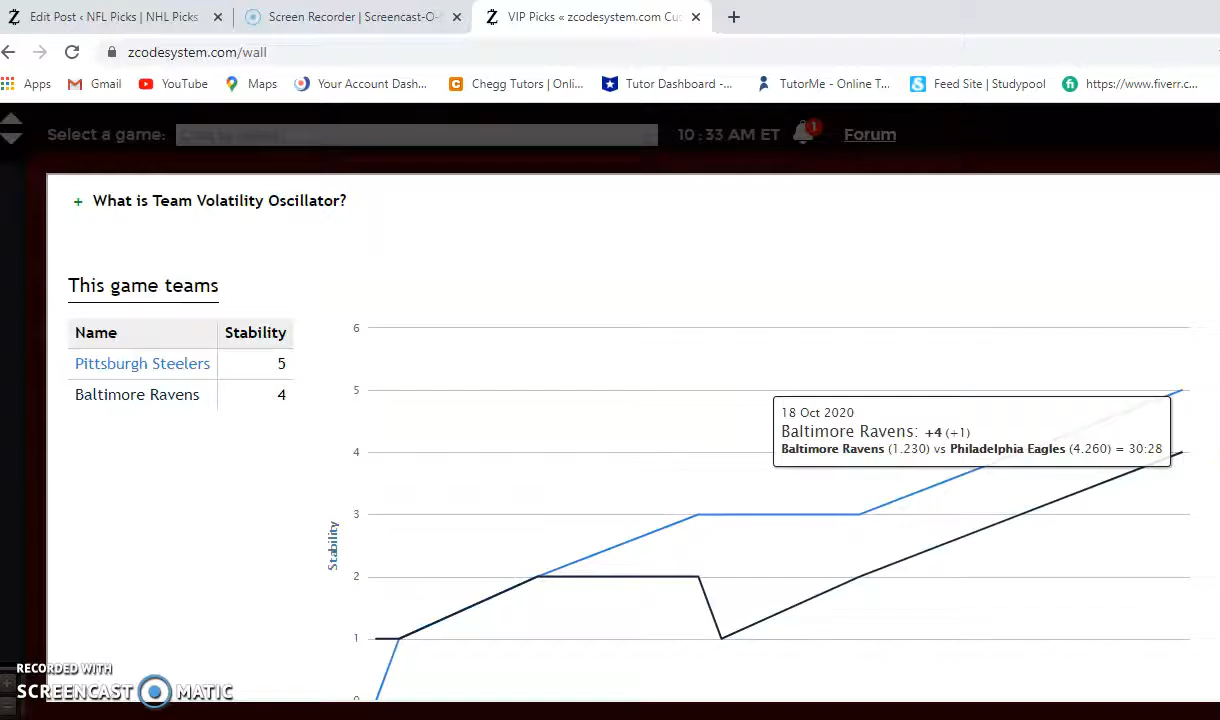 Edit Post ‹ NFL Picks | NHL Picks
Screen Recorder | Screencast-O-
VIP Picks « zcodesystem.com Cu
zcodesystem.com/wall
Apps
Gmail
YouTube
Maps
Your Account Dash...
Chegg Tutors | Onli...
Tutor Dashboard -...
TutorMe - Online T...
Feed Site | Studypool
https://www.fiverr.c...
Select a game:
10:33 AM ET
1
Forum
+ What is Team Volatility Oscillator?
This game teams
Name Stability
Pittsburgh Steelers 5
Baltimore Ravens 4
6
5
4
3
2
1
0
Stability
18 Oct 2020
Baltimore Ravens: +4 (+1)
Baltimore Ravens (1.230) vs Philadelphia Eagles (4.260) = 30:28
RECORDED WITH
SCREENCAST MATIC